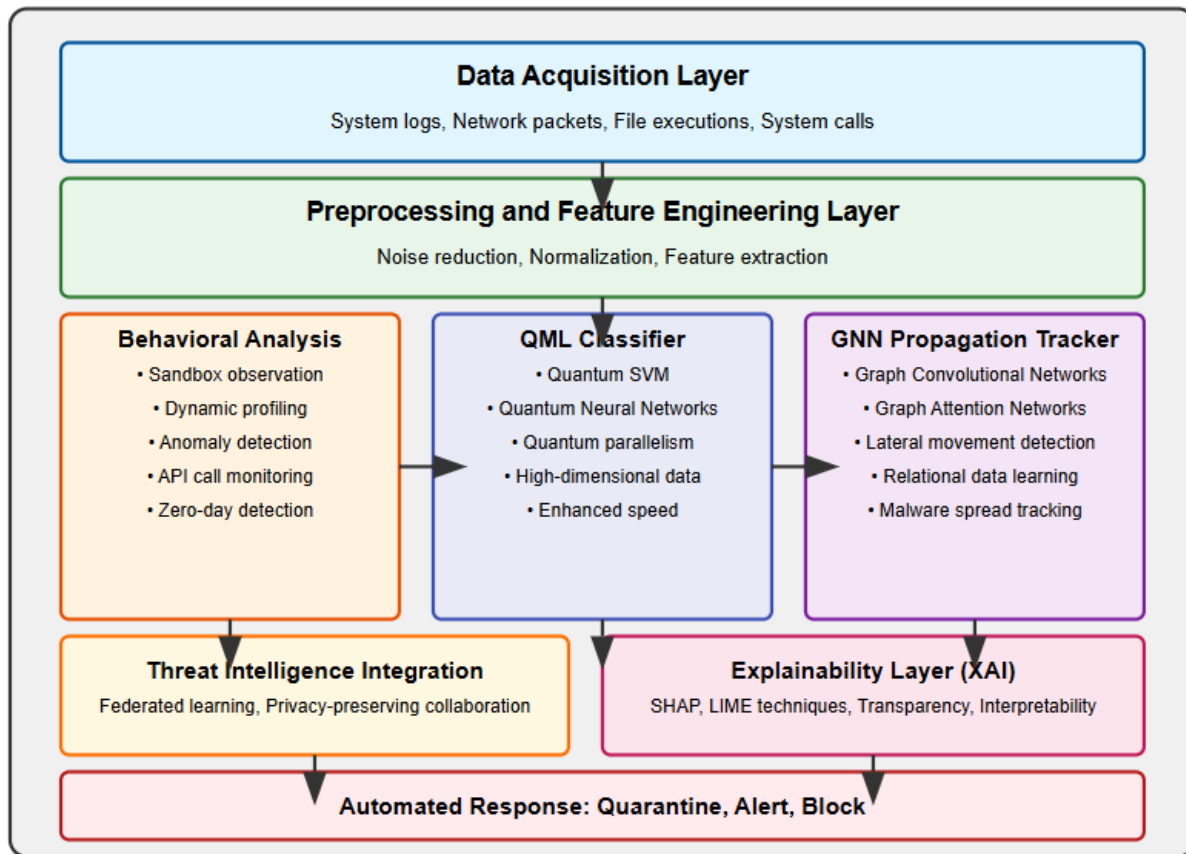 Data Acquisition Layer
System logs, Network packets, File executions, System calls
Preprocessing and Feature Engineering Layer
Noise reduction, Normalization, Feature extraction
Behavioral Analysis
• Sandbox observation
• Dynamic profiling
• Anomaly detection
• API call monitoring
• Zero-day detection
QML Classifier
• Quantum SVM
• Quantum Neural Networks
• Quantum parallelism
• High-dimensional data
• Enhanced speed
GNN Propagation Tracker
• Graph Convolutional Networks
• Graph Attention Networks
• Lateral movement detection
• Relational data learning
• Malware spread tracking
Threat Intelligence Integration
Federated learning, Privacy-preserving collaboration
Explainability Layer (XAI)
SHAP, LIME techniques, Transparency, Interpretability
Automated Response: Quarantine, Alert, Block